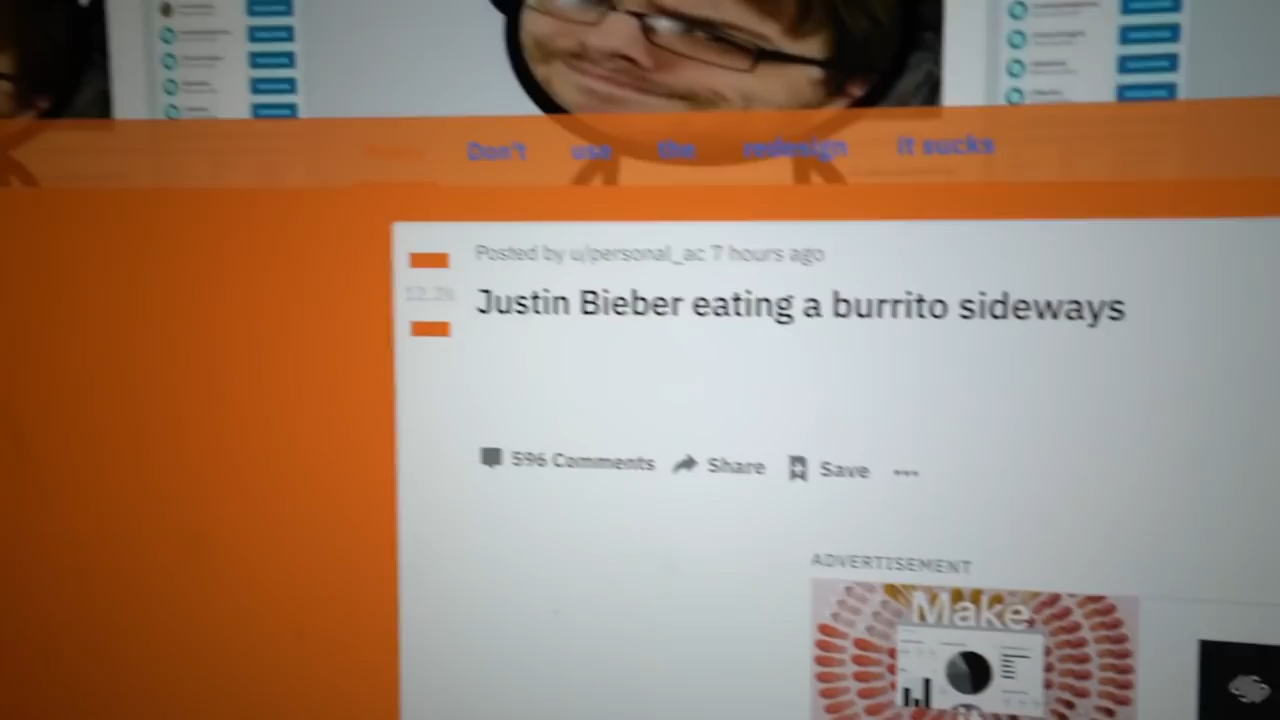 Don't use the redesign it sucks
Posted by u/personal_ac 7 hours ago
Justin Bieber eating a burrito sideways
596 Comments Share Save ...
ADVERTISEMENT
Make